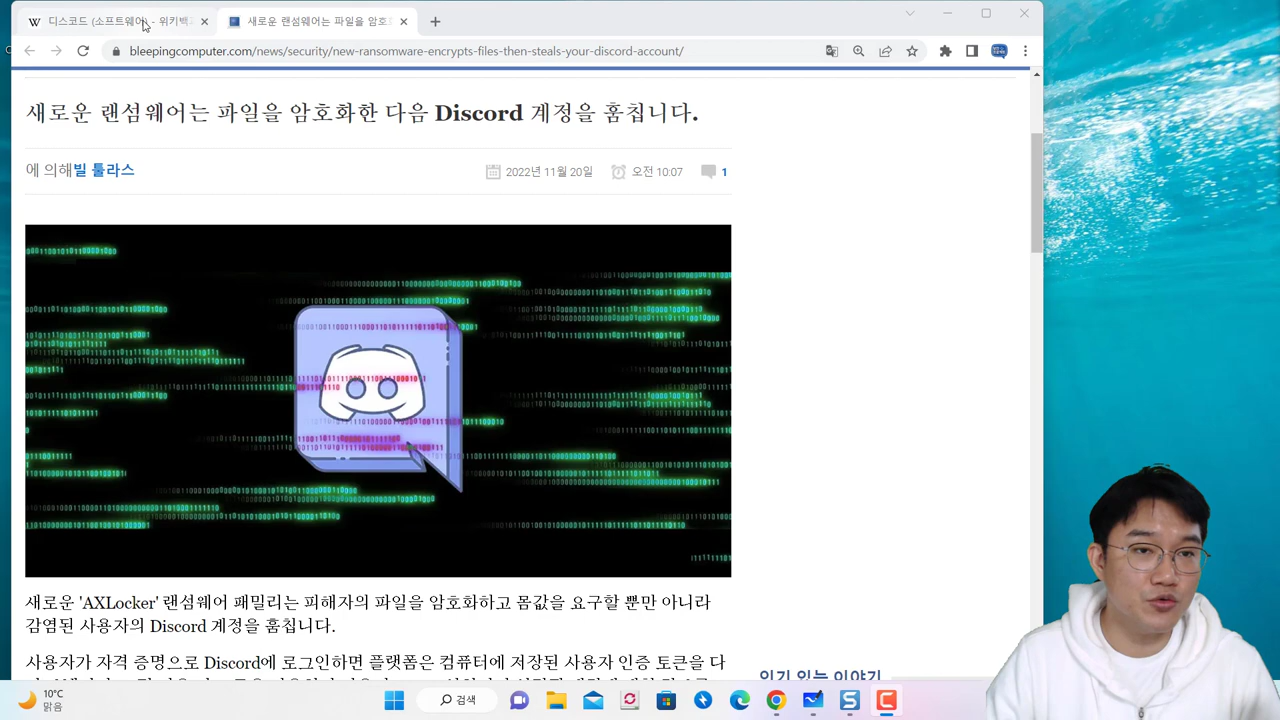 디스코드 (소프트웨어) - 위키백과
새로운 랜섬웨어는 파일을 암호
bleepingcomputer.com/news/security/new-ransomware-encrypts-files-then-steals-your-discord-account/
새로운 랜섬웨어는 파일을 암호화한 다음 Discord 계정을 훔칩니다.
에 의해빌 툴라스
2022년 11월 20일
오전 10:07
1
새로운 'AXLocker' 랜섬웨어 패밀리는 피해자의 파일을 암호화하고 몸값을 요구할 뿐만 아니라
감염된 사용자의 Discord 계정을 훔칩니다.
사용자가 자격 증명으로 Discord에 로그인하면 플랫폼은 컴퓨터에 저장된 사용자 인증 토큰을 다
인기 있는 이야기
10°C
맑음
검색